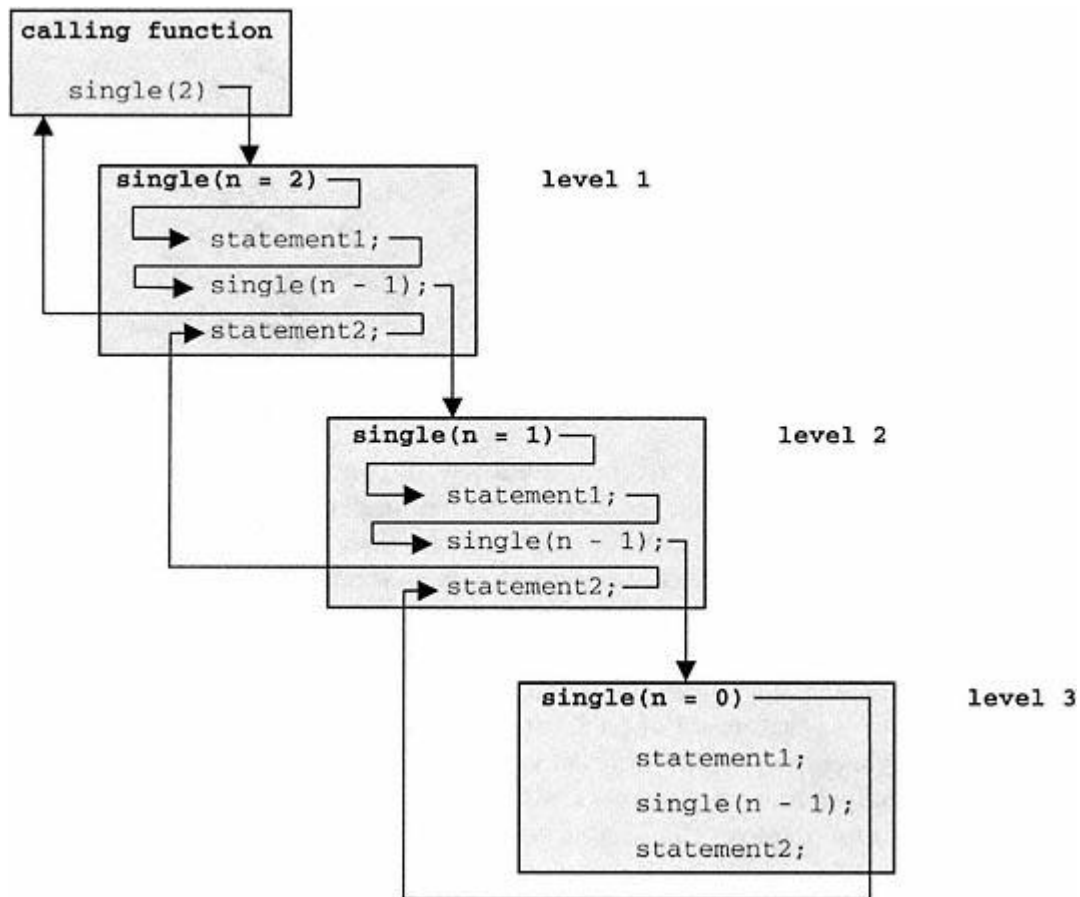 calling function
single(2)
single(n = 2)
level 1
statement1;
single(n - 1);
statement2;
single(n = 1)
level 2
statement1;
single(n - 1);
statement2;
single(n = 0)
level 3
statement1;
single(n - 1);
statement2;